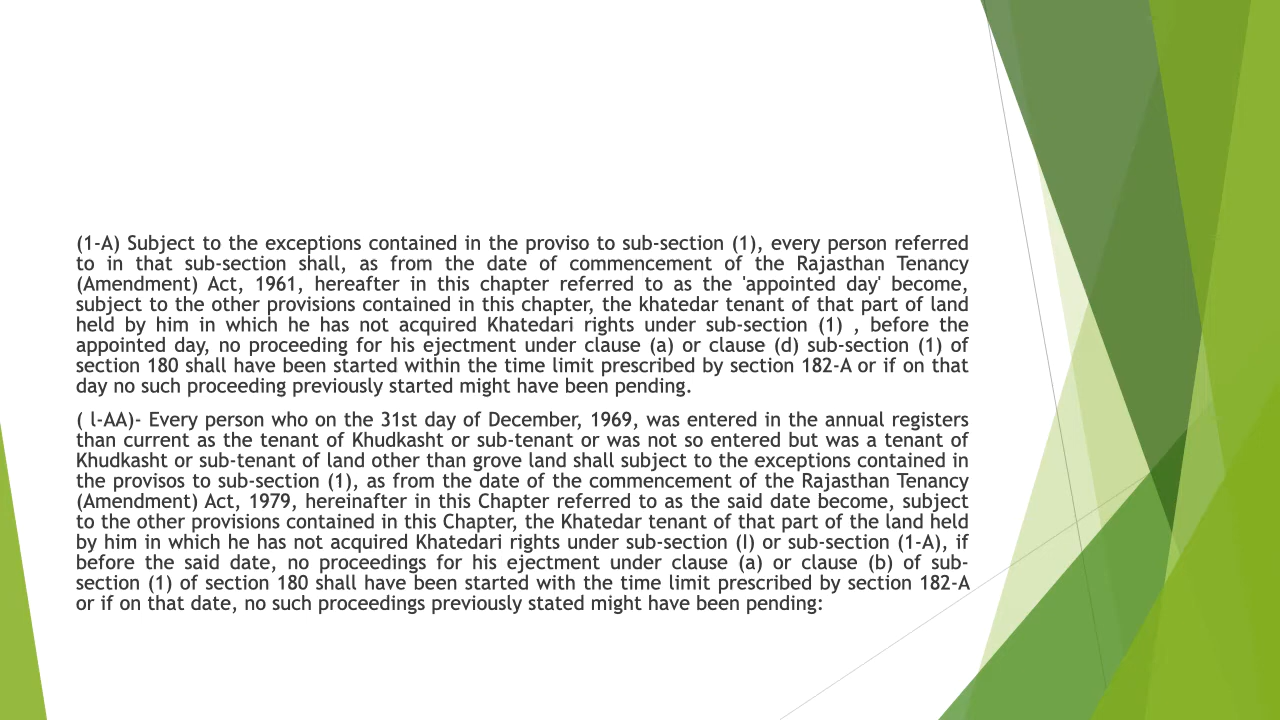 (1-A) Subject to the exceptions contained in the proviso to sub-section (1), every person referred
to in that sub-section shall, as from the date of commencement of the Rajasthan Tenancy
(Amendment) Act, 1961, hereafter in this chapter referred to as the 'appointed day' become,
subject to the other provisions contained in this chapter, the khatedar tenant of that part of land
held by him in which he has not acquired Khatedari rights under sub-section (1) , before the
appointed day, no proceeding for his ejectment under clause (a) or clause (d) sub-section (1) of
section 180 shall have been started within the time limit prescribed by section 182-A or if on that
day no such proceeding previously started might have been pending.
( l-AA)- Every person who on the 31st day of December, 1969, was entered in the annual registers
than current as the tenant of Khudkasht or sub-tenant or was not so entered but was a tenant of
Khudkasht or sub-tenant of land other than grove land shall subject to the exceptions contained in
the provisos to sub-section (1), as from the date of the commencement of the Rajasthan Tenancy
(Amendment) Act, 1979, hereinafter in this Chapter referred to as the said date become, subject
to the other provisions contained in this Chapter, the Khatedar tenant of that part of the land held
by him in which he has not acquired Khatedari rights under sub-section (I) or sub-section (1-A), if
before the said date, no proceedings for his ejectment under clause (a) or clause (b) of sub-
section (1) of section 180 shall have been started with the time limit prescribed by section 182-A
or if on that date, no such proceedings previously stated might have been pending: